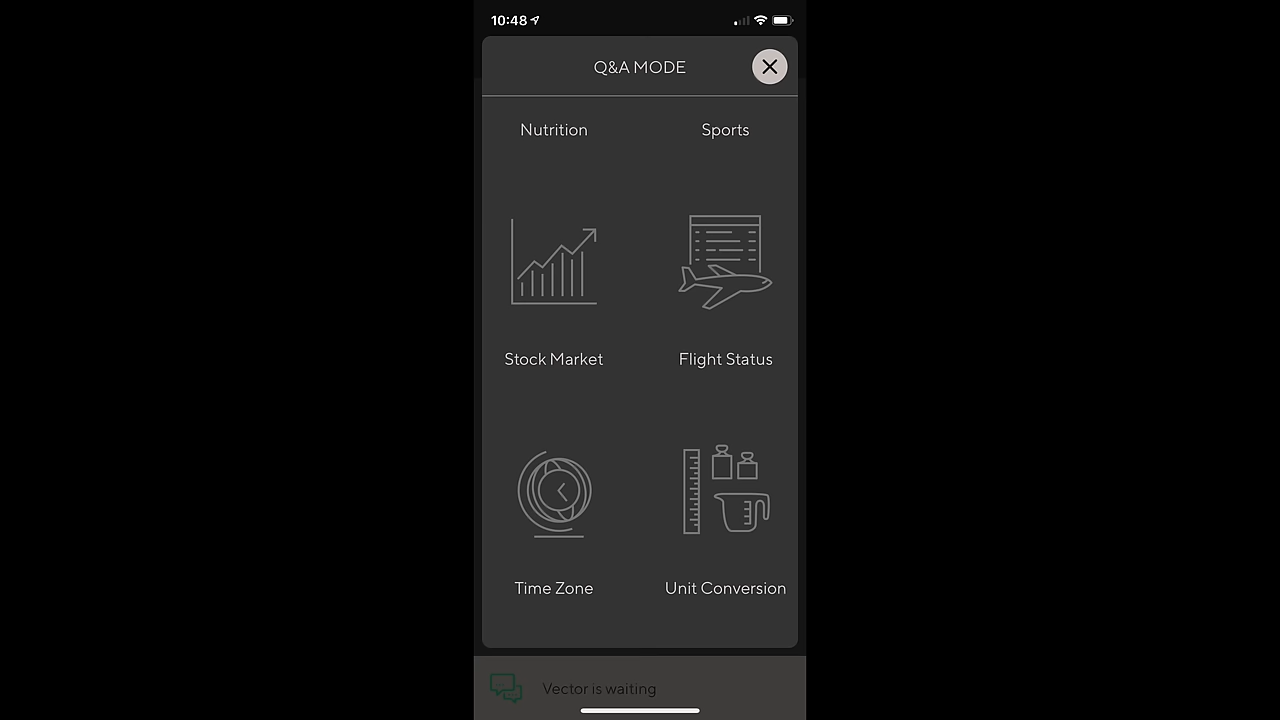 10:48
Q&A MODE
Nutrition
Sports
Stock Market
Flight Status
Time Zone
Unit Conversion
Vector is waiting